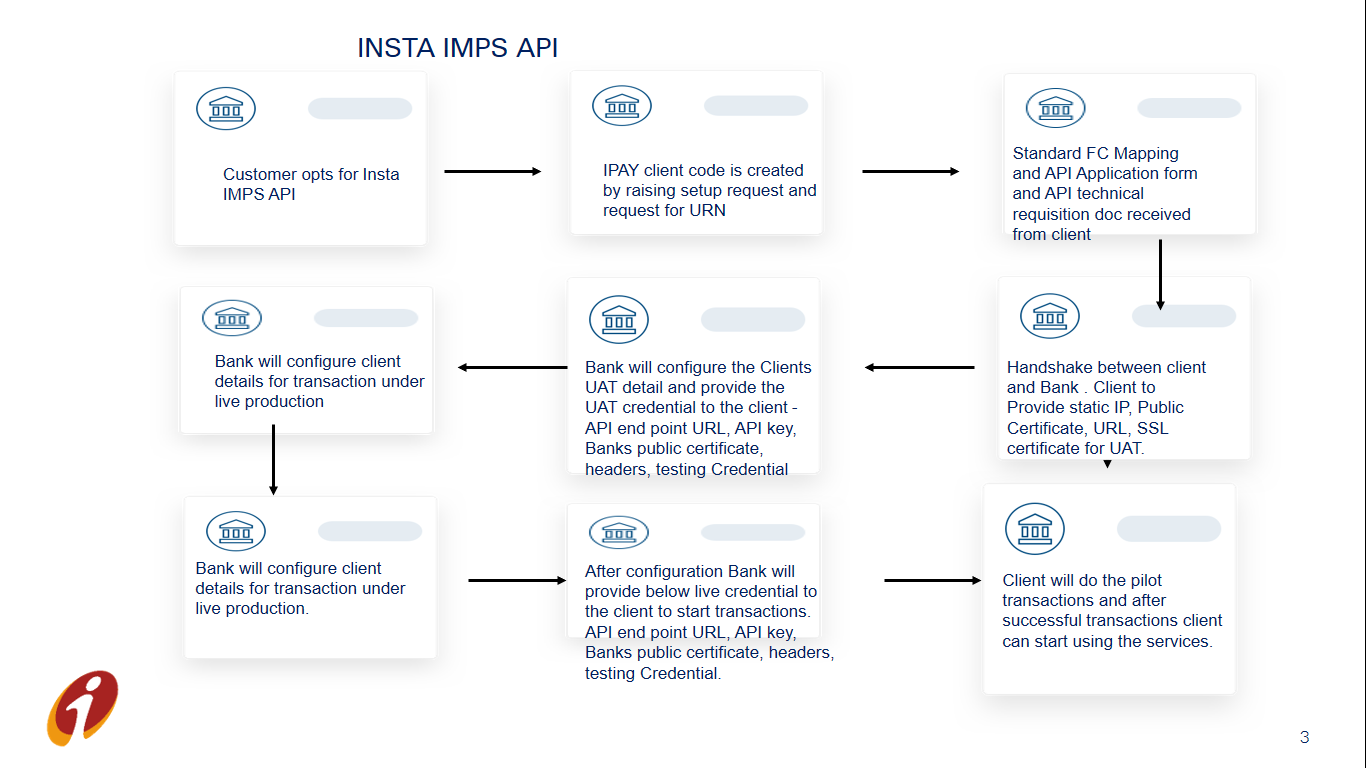 INSTA IMPS API
Customer opts for Insta
IMPS API
IPAY client code is created
by raising setup request and
request for URN
Standard FC Mapping
and API Application form
and API technical
requisition doc received
from client
Handshake between client
and Bank . Client to
Provide static IP, Public
Certificate, URL, SSL
certificate for UAT.
Bank will configure the Clients
UAT detail and provide the
UAT credential to the client -
API end point URL, API key,
Banks public certificate,
headers, testing Credential
Bank will configure client
details for transaction under
live production
Bank will configure client
details for transaction under
live production.
After configuration Bank will
provide below live credential to
the client to start transactions.
API end point URL, API key,
Banks public certificate, headers,
testing Credential.
Client will do the pilot
transactions and after
successful transactions client
can start using the services.
i
3